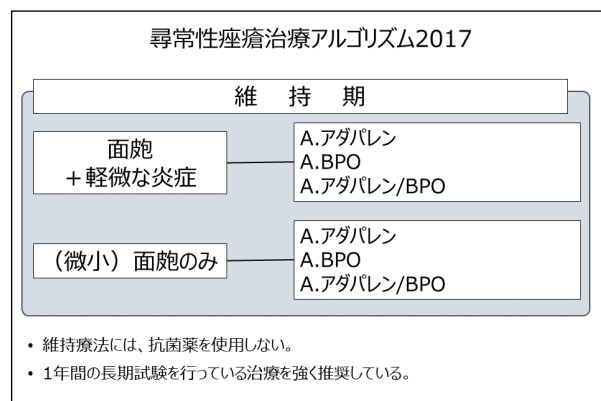 尋常性痤瘡治療アルゴリズム2017
維 持 期
面皰
＋軽微な炎症
A.アダパレン
A.BPO
A.アダパレン/BPO
（微小）面皰のみ
A.アダパレン
A.BPO
A.アダパレン/BPO
• 維持療法には、抗菌薬を使用しない。
• 1年間の長期試験を行っている治療を強く推奨している。